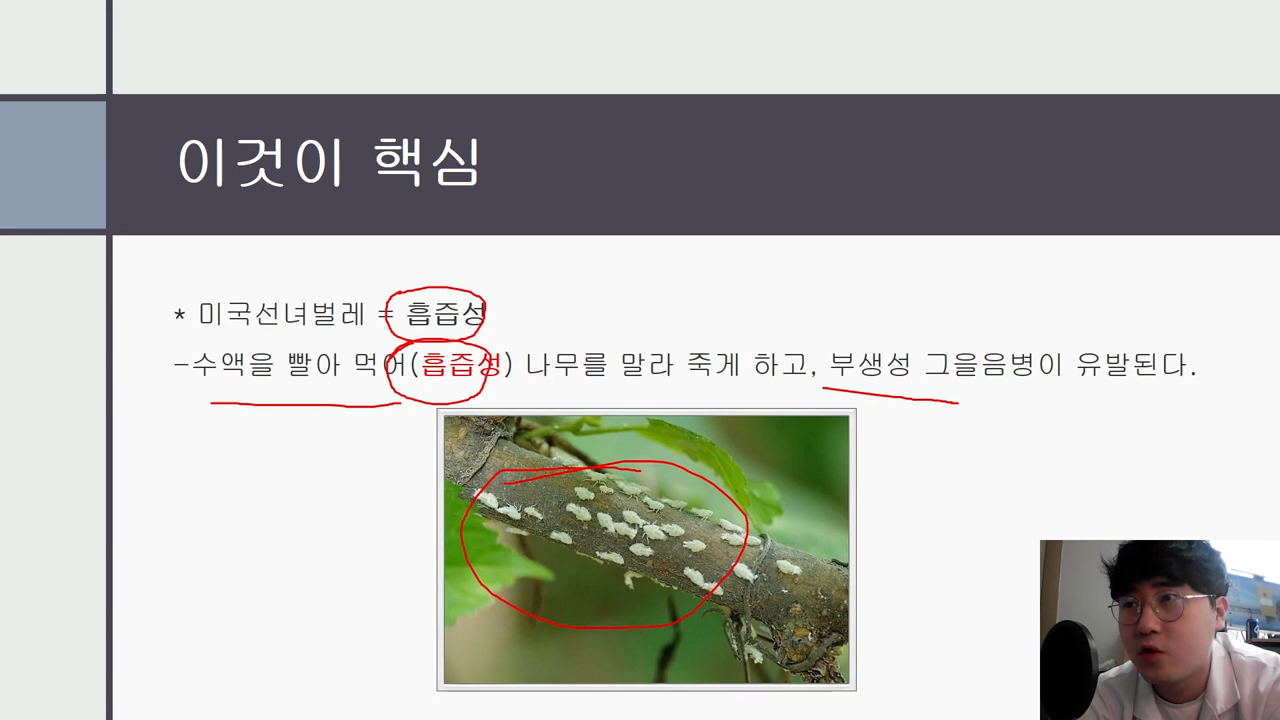 이것이 핵심
* 미국선녀벌레 = 흡즙성
-수액을 빨아 먹어(흡즙성) 나무를 말라 죽게 하고, 부생성 그을음병이 유발된다.